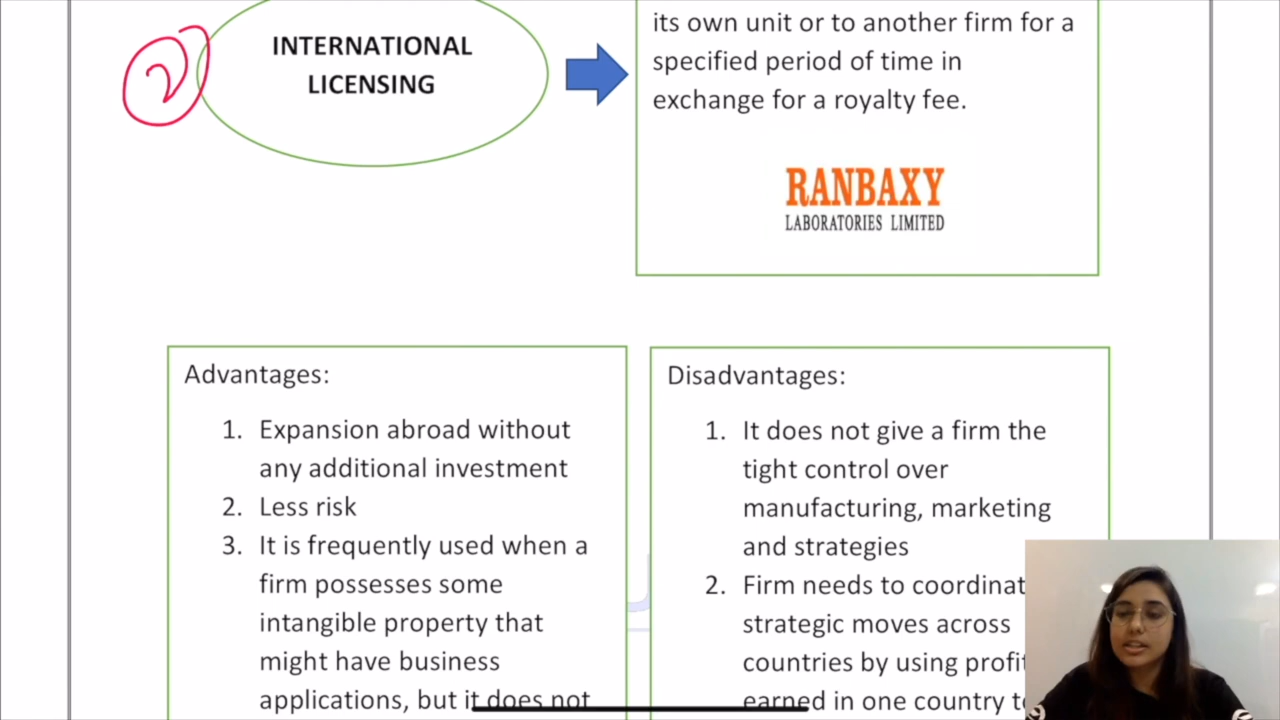 2
INTERNATIONAL
LICENSING
its own unit or to another firm for a
specified period of time in
exchange for a royalty fee.
RANBAXY
LABORATORIES LIMITED
Advantages:
1. Expansion abroad without
any additional investment
2. Less risk
3. It is frequently used when a
firm possesses some
intangible property that
might have business
applications, but it does not
Disadvantages:
1. It does not give a firm the
tight control over
manufacturing, marketing
and strategies
2. Firm needs to coordinat
strategic moves across
countries by using profit
earned in one country t